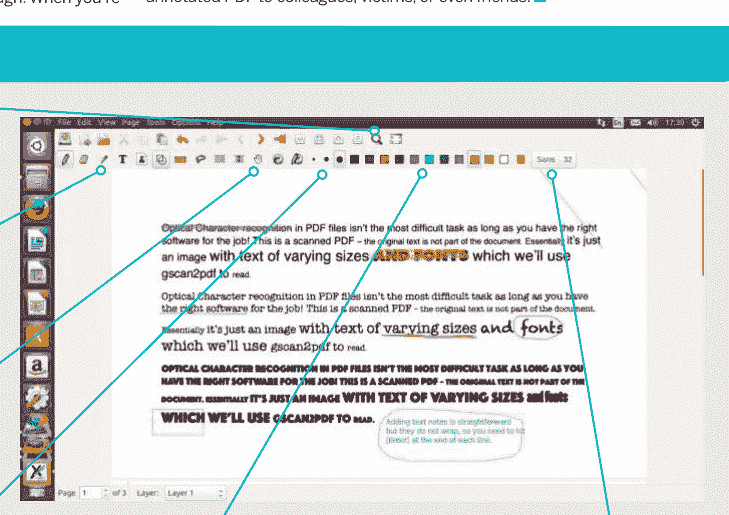 annotated PDF to colleagues, victims, or even friends.
File Edit View Page Tools Options Help
En 17:30
T Sans 32
Optical Character recognition in PDF files isn't the most difficult task as long as you have the right
software for the job! This is a scanned PDF - the original text is not part of the document. Essentially it's just
an image with text of varying sizes AND FONTS which we'll use
gscan2pdf to read.
Optical Character recognition in PDF files isn't the most difficult task as long as you have
the right software for the job! This is a scanned PDF - the original text is not part of the document.
Essentially it's just an image with text of varying sizes and fonts
which we'll use gscan2pdf to read.
OPTICAL CHARACTER RECOGNITION IN PDF FILES ISN'T THE MOST DIFFICULT TASK AS LONG AS YOU
HAVE THE RIGHT SOFTWARE FOR THE JOB! THIS IS A SCANNED PDF - THE ORIGINAL TEXT IS NOT PART OF THE
DOCUMENT. ESSENTIALLY IT'S JUST AN IMAGE WITH TEXT OF VARYING SIZES and fonts
WHICH WE'LL USE GSCAN2PDF TO READ.
Adding text notes is straightforward
but they do not wrap, so you need to hit
[Enter] at the end of each line.
a
Page 1 of 3 Layer: Layer 1